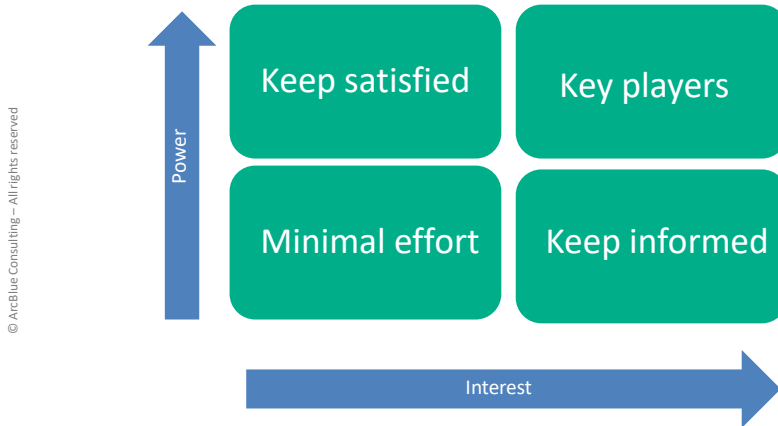 Keep satisfied
Key players
Power
Minimal effort
Keep informed
Interest
© ArcBlue Consulting – All rights reserved